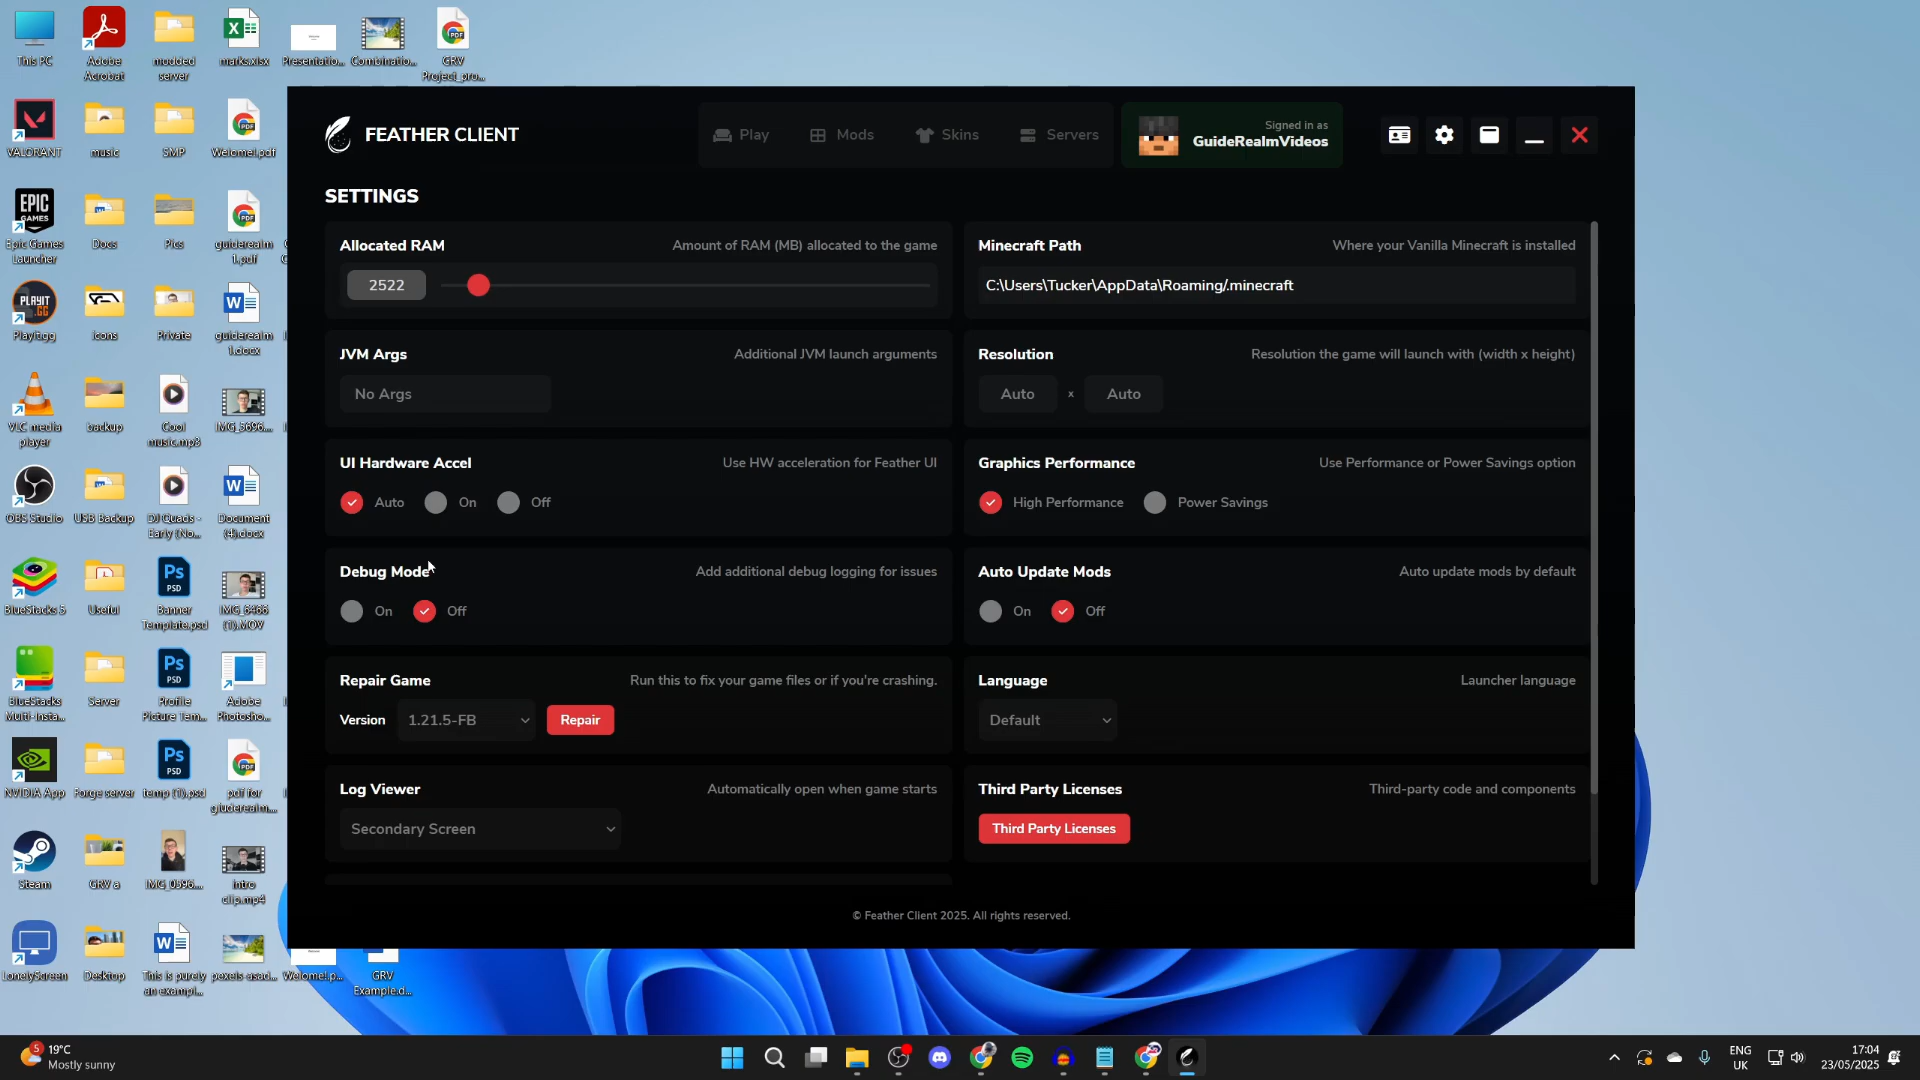 This PC
Adobe
Acrobat
modded
server
marks.xlsx
Presentatio...
Combinatio...
GRV
Project_pro...
VALORANT
music
SMP
Welcome!.pdf
Epic Games
Launcher
Docs
Pics
guiderealm
1.pdf
Playit.gg
icons
Private
guiderealm
1.docx
VLC media
player
backup
Cool
music.mp3
IMG_5696....
OBS Studio
USB Backup
DJ Quads -
Early (No...
Document
(4).docx
BlueStacks 5
Useful
Banner
Template.psd
IMG_6466
(1).MOV
BlueStacks
Multi-Insta...
Server
Profile
Picture Tem...
Adobe
Photosho...
NVIDIA App
Forge server
temp (1).psd
pdf for
giuderealm....
Steam
GRV a
IMG_0596....
intro
clip.mp4
LonelyScreen
Desktop
This is purely
an exampl...
pexels-asad...
Welome!.p...
GRV
Example.d...
FEATHER CLIENT
Play
Mods
Skins
Servers
Signed in as
GuideRealmVideos
SETTINGS
Allocated RAM
Amount of RAM (MB) allocated to the game
2522
Minecraft Path
Where your Vanilla Minecraft is installed
C:\Users\Tucker\AppData\Roaming/.minecraft
JVM Args
Additional JVM launch arguments
No Args
Resolution
Resolution the game will launch with (width x height)
Auto x Auto
UI Hardware Accel
Use HW acceleration for Feather UI
Auto On Off
Graphics Performance
Use Performance or Power Savings option
High Performance Power Savings
Debug Mode
Add additional debug logging for issues
On Off
Auto Update Mods
Auto update mods by default
On Off
Repair Game
Run this to fix your game files or if you're crashing.
Version 1.21.5-FB Repair
Language
Launcher language
Default
Log Viewer
Automatically open when game starts
Secondary Screen
Third Party Licenses
Third-party code and components
Third Party Licenses
© Feather Client 2025. All rights reserved.
5
19°C
Mostly sunny
ENG
UK
17:04
23/05/2025